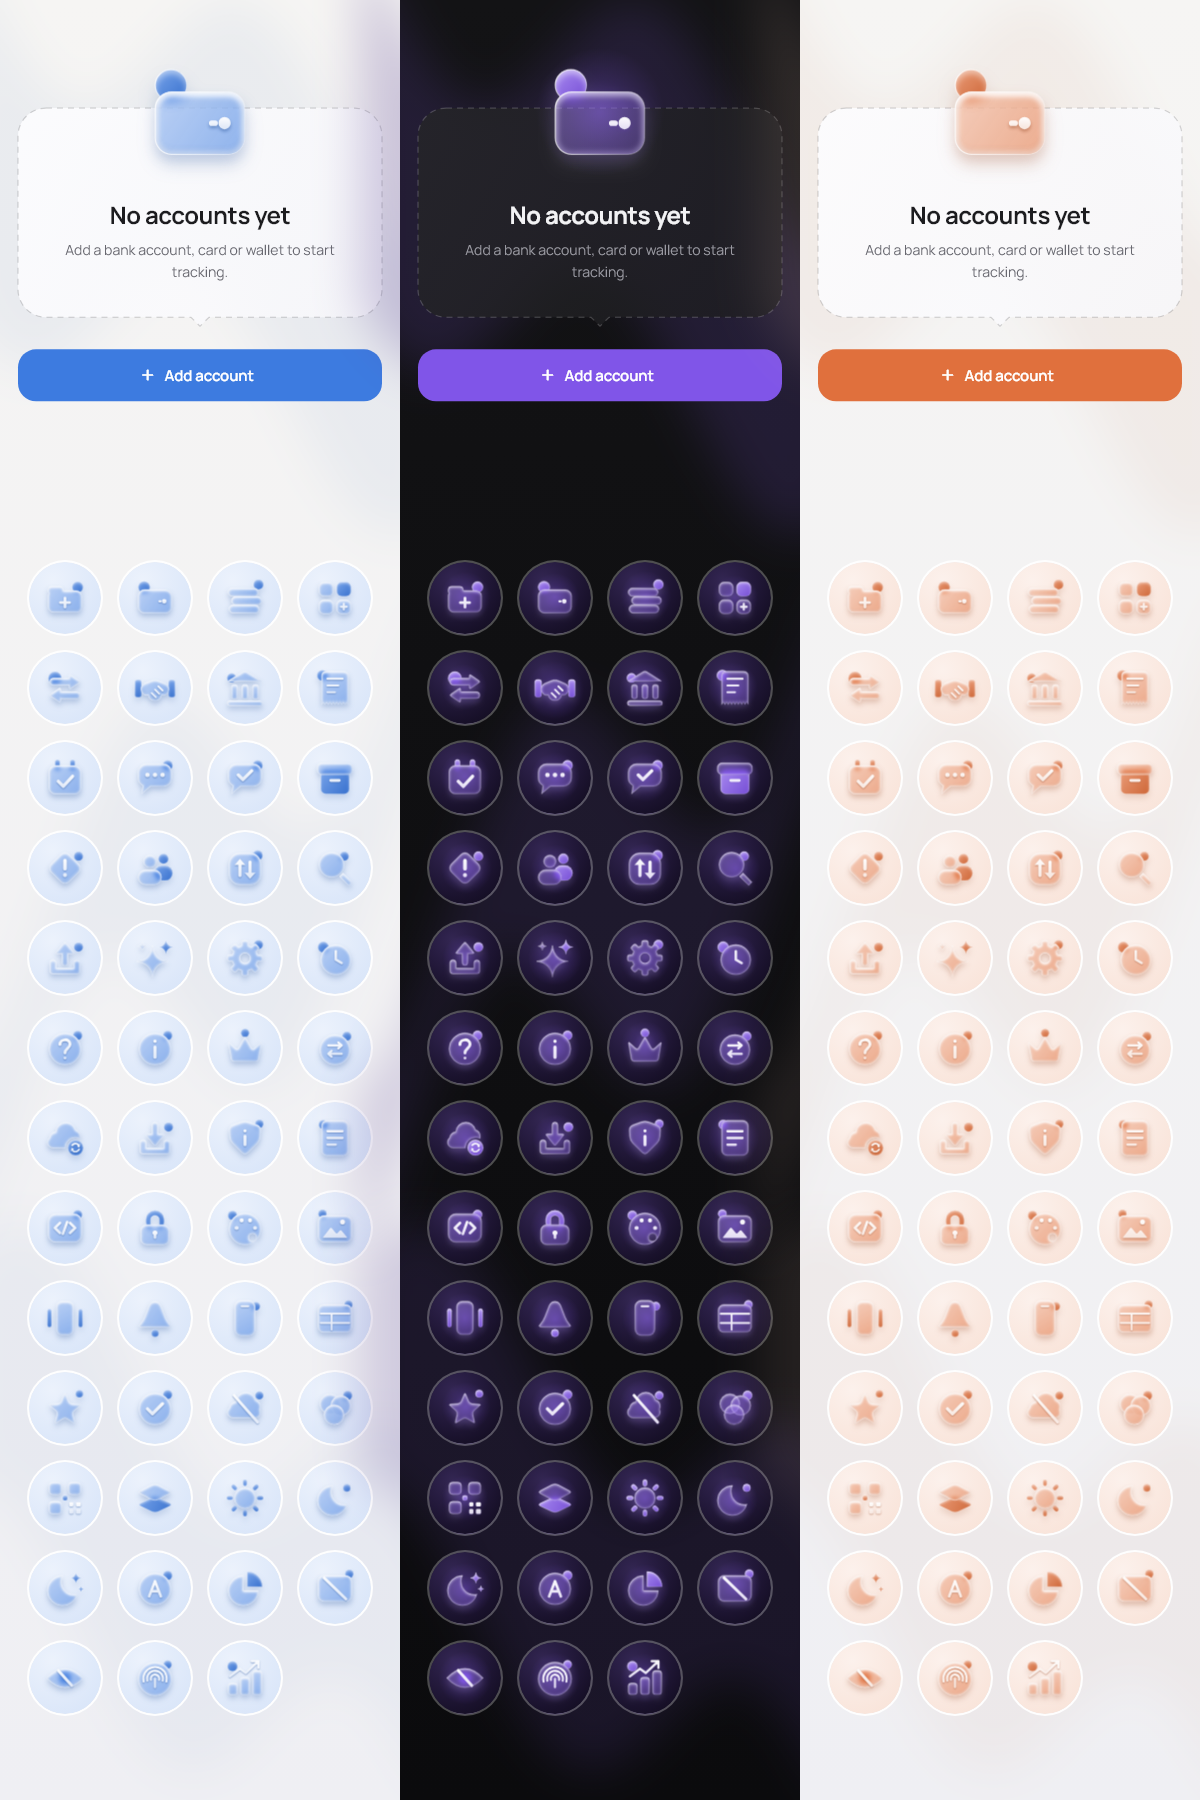 No accounts yet
Add a bank account, card or wallet to start
tracking.
+ Add account
No accounts yet
Add a bank account, card or wallet to start
tracking.
+ Add account
No accounts yet
Add a bank account, card or wallet to start
tracking.
+ Add account
A
A
A